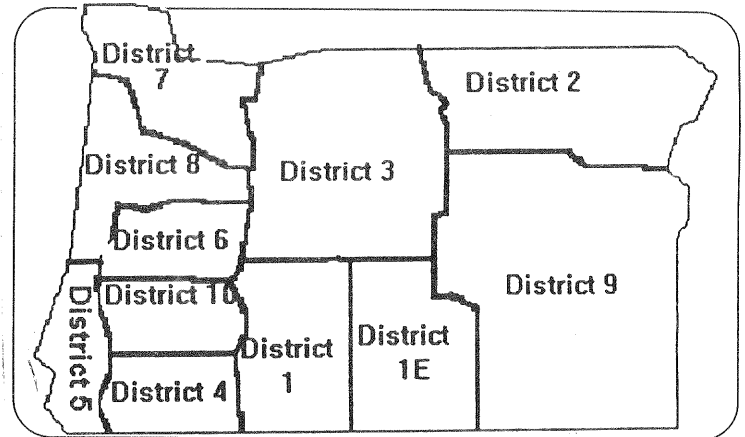 District
7
District 2
District 8
District 3
District 6
District 9
District 10
District 5
District
1
District
1E
District 4